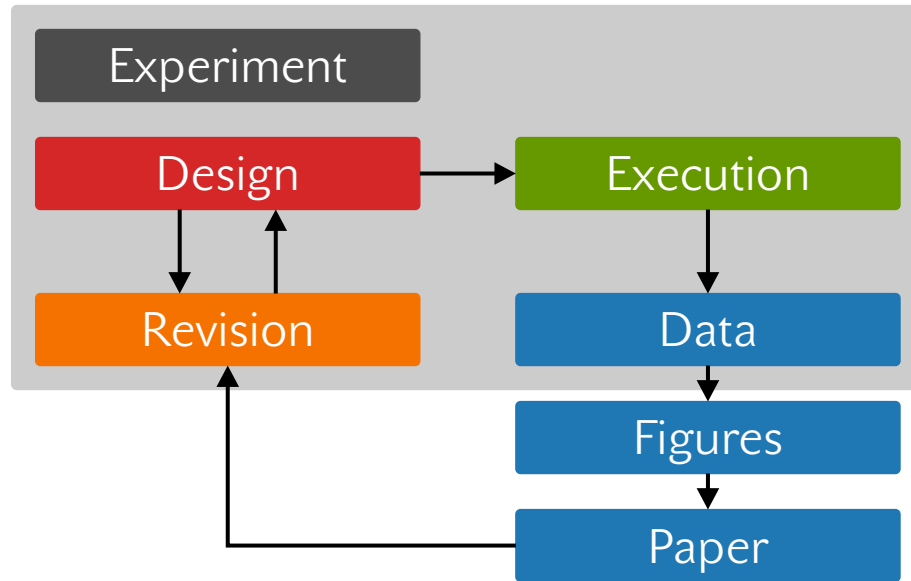 Experiment
Design
Execution
Revision
Data
Figures
Paper